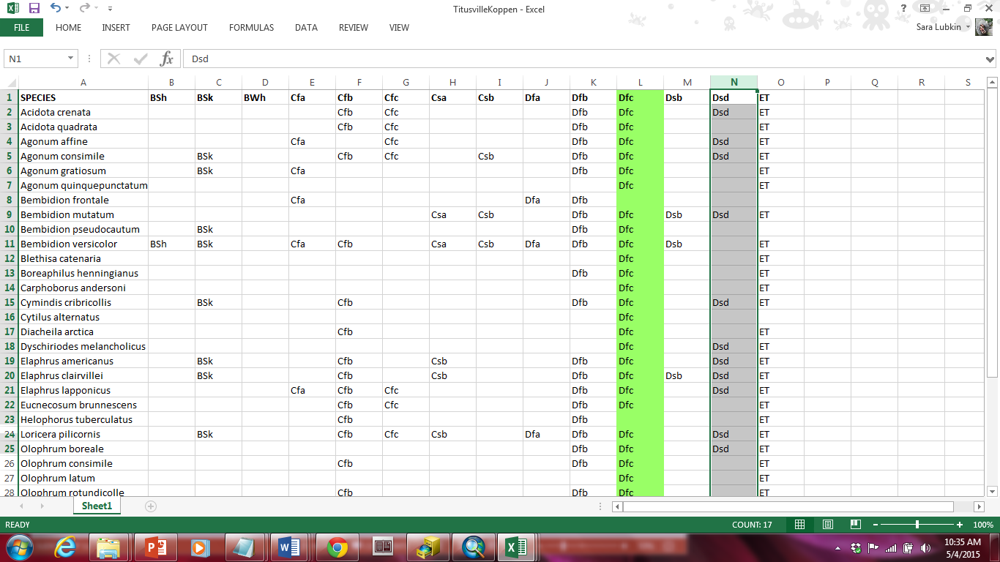 TitusvilleKoppen - Excel
FILE HOME INSERT PAGE LAYOUT FORMULAS DATA REVIEW VIEW Sara Lubkin
N1 fx Dsd
A B C D E F G H I J K L M N O P Q R S
1 SPECIES BSh BSk BWh Cfa Cfb Cfc Csa Csb Dfa Dfb Dfc Dsb Dsd ET
2 Acidota crenata Cfb Cfc Dfb Dfc Dsd ET
3 Acidota quadrata Cfb Cfc Dfb Dfc ET
4 Agonum affine Cfa Cfc Dfb Dfc Dsd ET
5 Agonum consimile BSk Cfb Cfc Csb Dfb Dfc Dsd ET
6 Agonum gratiosum BSk Cfa Dfb Dfc ET
7 Agonum quinquepunctatum Dfc ET
8 Bembidion frontale Cfa Dfa Dfb
9 Bembidion mutatum Csa Csb Dfb Dfc Dsb Dsd ET
10 Bembidion pseudocautum BSk Dfb Dfc
11 Bembidion versicolor BSh BSk Cfa Cfb Csa Csb Dfa Dfb Dfc Dsb ET
12 Blethisa catenaria Dfc ET
13 Boreaphilus henningianus Dfb Dfc ET
14 Carphoborus andersoni Dfc ET
15 Cymindis cribricollis BSk Cfb Dfb Dfc Dsd ET
16 Cytilus alternatus Dfc
17 Diacheila arctica Cfb Dfc ET
18 Dyschiriodes melancholicus Dfc Dsd ET
19 Elaphrus americanus BSk Cfb Csb Dfb Dfc Dsd ET
20 Elaphrus clairvillei BSk Cfb Csb Dfb Dfc Dsb Dsd ET
21 Elaphrus lapponicus Cfa Cfb Cfc Dfb Dfc Dsd ET
22 Eucnecosum brunnescens Cfb Cfc Dfb Dfc ET
23 Helophorus tuberculatus Cfb Dfb ET
24 Loricera pilicornis BSk Cfb Cfc Csb Dfa Dfb Dfc Dsd ET
25 Olophrum boreale Dfb Dfc Dsd ET
26 Olophrum consimile Cfb Dfb Dfc ET
27 Olophrum latum Dfc ET
28 Olophrum rotundicolle Cfb Dfb Dfc ET
Sheet1
READY COUNT: 17 100%
10:35 AM
5/4/2015